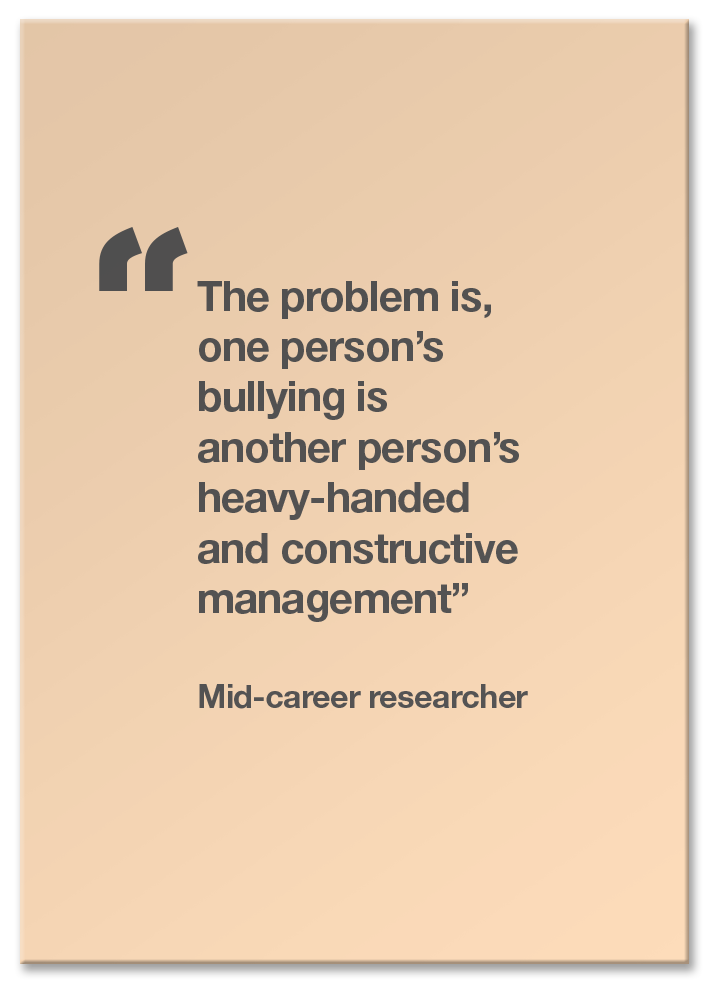 “The problem is,
one person’s
bullying is
another person’s
heavy-handed
and constructive
management”
Mid-career researcher